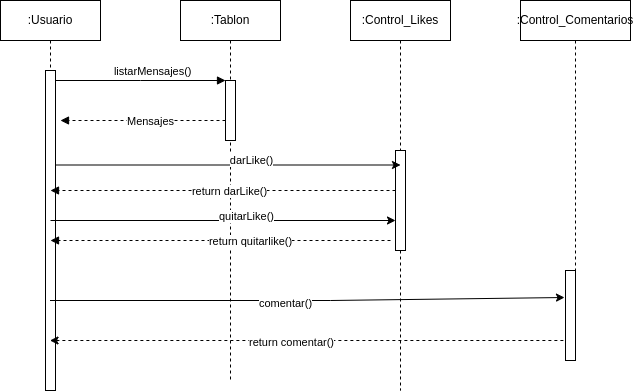 :Usuario
:Tablon
:Control_Likes
:Control_Comentarios
listarMensajes()
Mensajes
darLike()
return darLike()
quitarLike()
return quitarlike()
comentar()
return comentar()